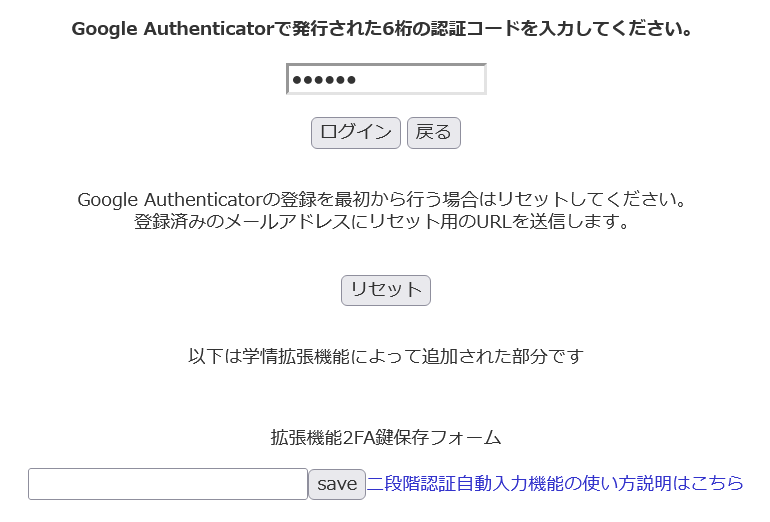 Google Authenticatorで発行された6桁の認証コードを入力してください。
●●●●●●
ログイン 戻る
Google Authenticatorの登録を最初から行う場合はリセットしてください。
登録済みのメールアドレスにリセット用のURLを送信します。
リセット
以下は学情拡張機能によって追加された部分です
拡張機能2FA鍵保存フォーム
save 二段階認証自動入力機能の使い方説明はこちら